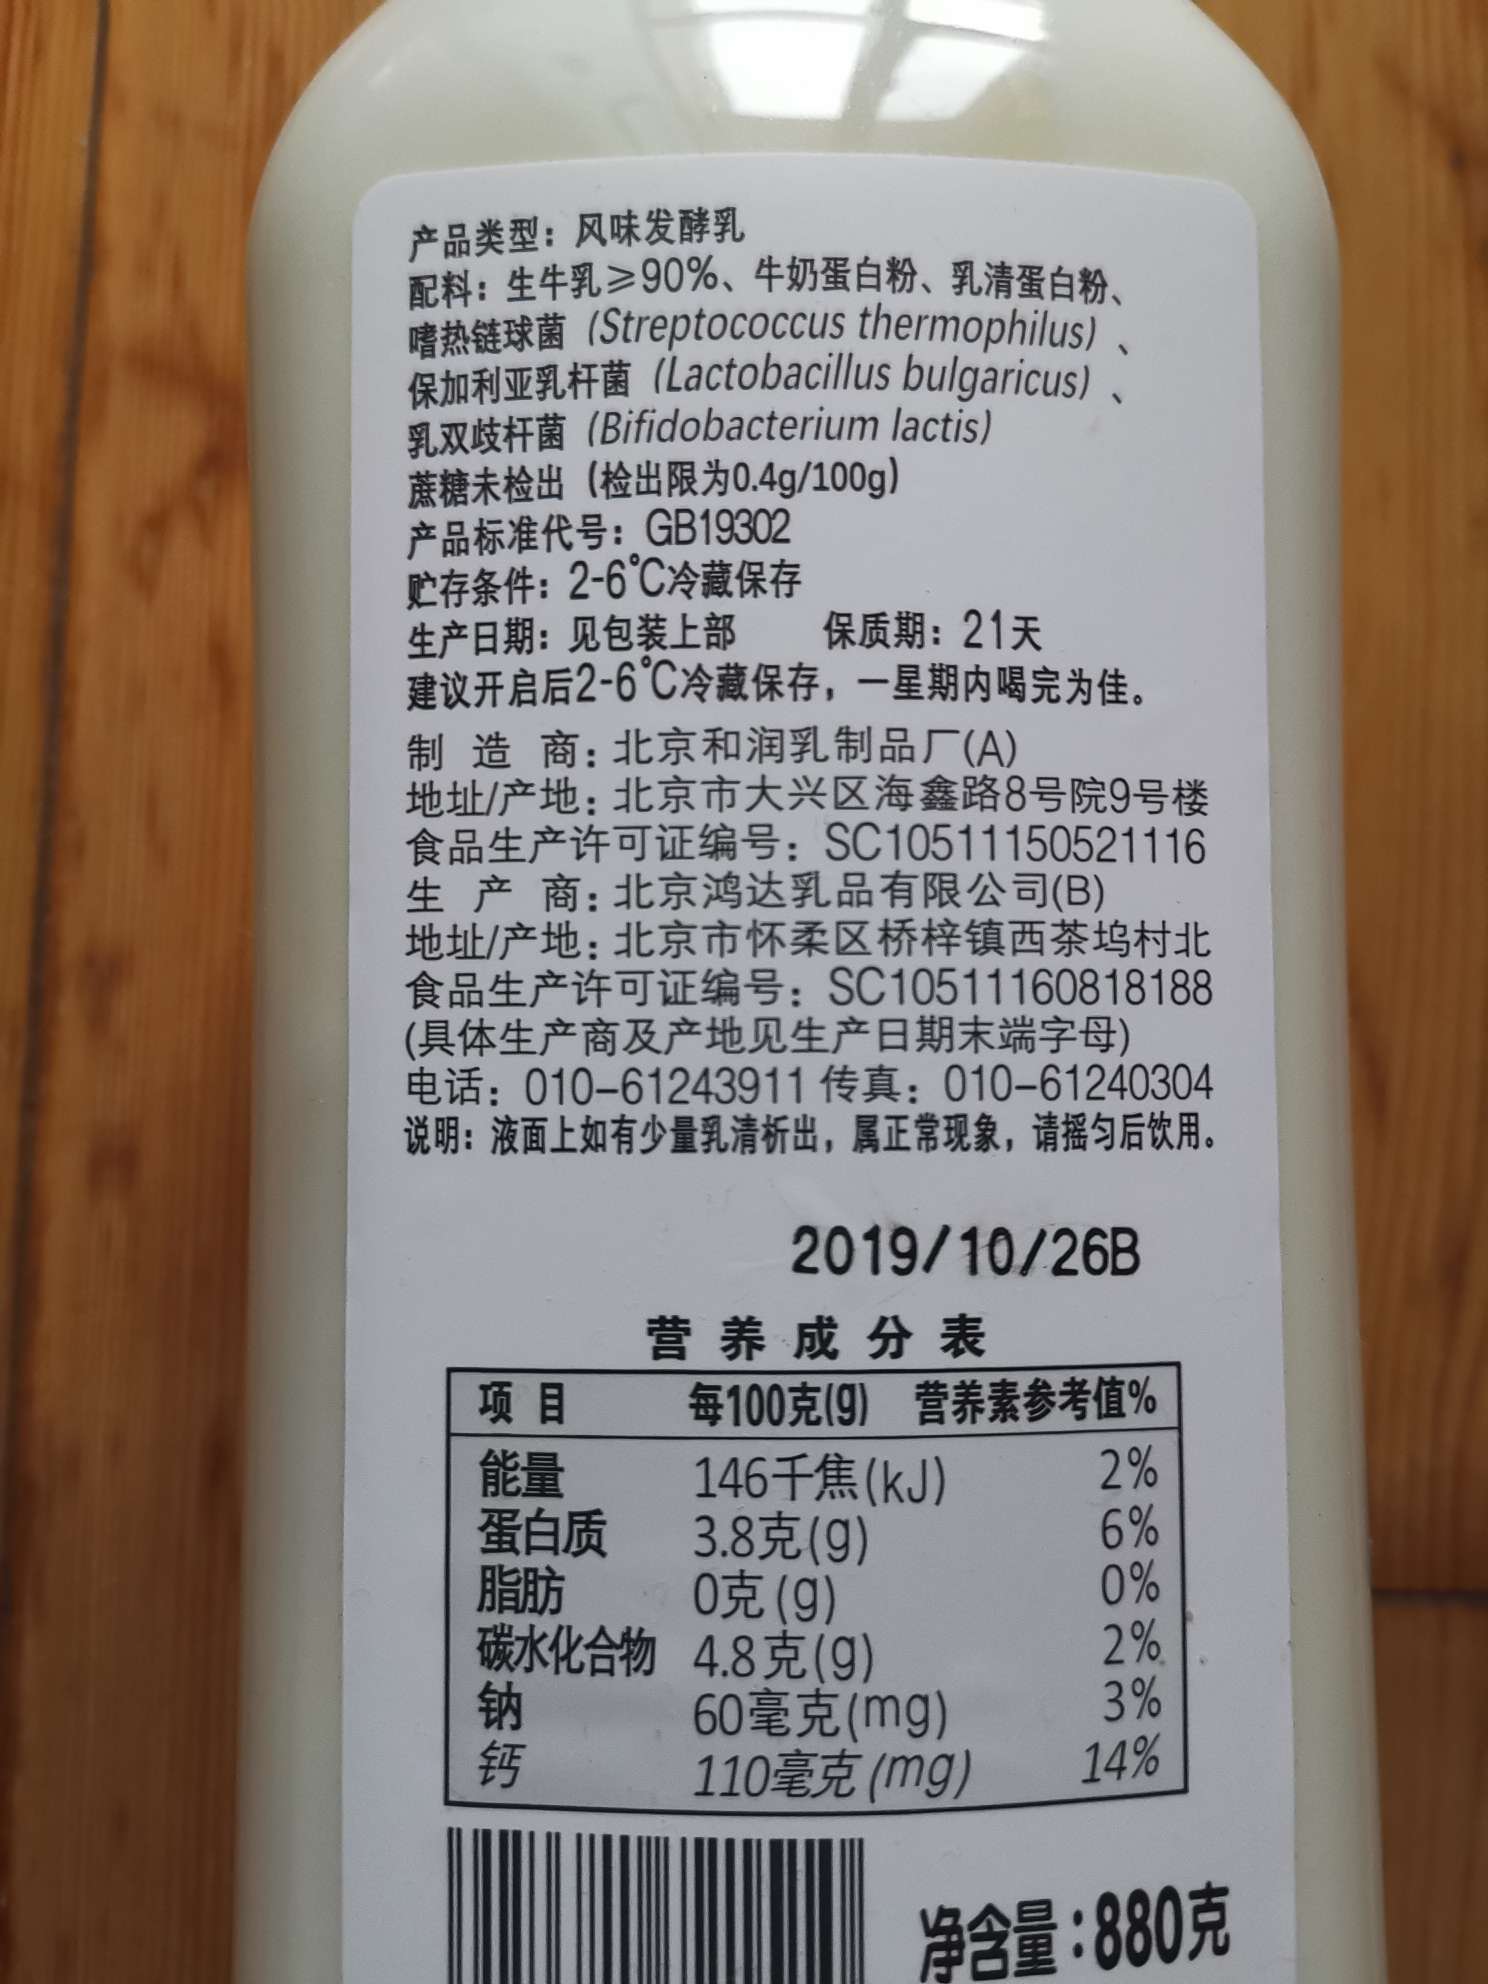 产品类型：风味发酵乳
配料：生牛乳≥90%、牛奶蛋白粉、乳清蛋白粉、
嗜热链球菌（Streptococcus thermophilus）、
保加利亚乳杆菌（Lactobacillus bulgaricus）、
乳双歧杆菌（Bifidobacterium lactis）
蔗糖未检出（检出限为0.4g/100g）
产品标准代号：GB19302
贮存条件：2-6℃冷藏保存
生产日期：见包装上部 保质期：21天
建议开启后2-6℃冷藏保存，一星期内喝完为佳。
制 造 商：北京和润乳制品厂(A)
地址/产地：北京市大兴区海鑫路8号院9号楼
食品生产许可证编号：SC10511150521116
生 产 商：北京鸿达乳品有限公司(B)
地址/产地：北京市怀柔区桥梓镇西茶坞村北
食品生产许可证编号：SC10511160818188
(具体生产商及产地见生产日期末端字母)
电话：010-61243911 传真：010-61240304
说明：液面上如有少量乳清析出，属正常现象，请摇匀后饮用。
2019/10/26B
营养成分表
项目 每100克(g) 营养素参考值%
能量 146千焦(kJ) 2%
蛋白质 3.8克(g) 6%
脂肪 0克(g) 0%
碳水化合物 4.8克(g) 2%
钠 60毫克(mg) 3%
钙 110毫克(mg) 14%
净含量：880克